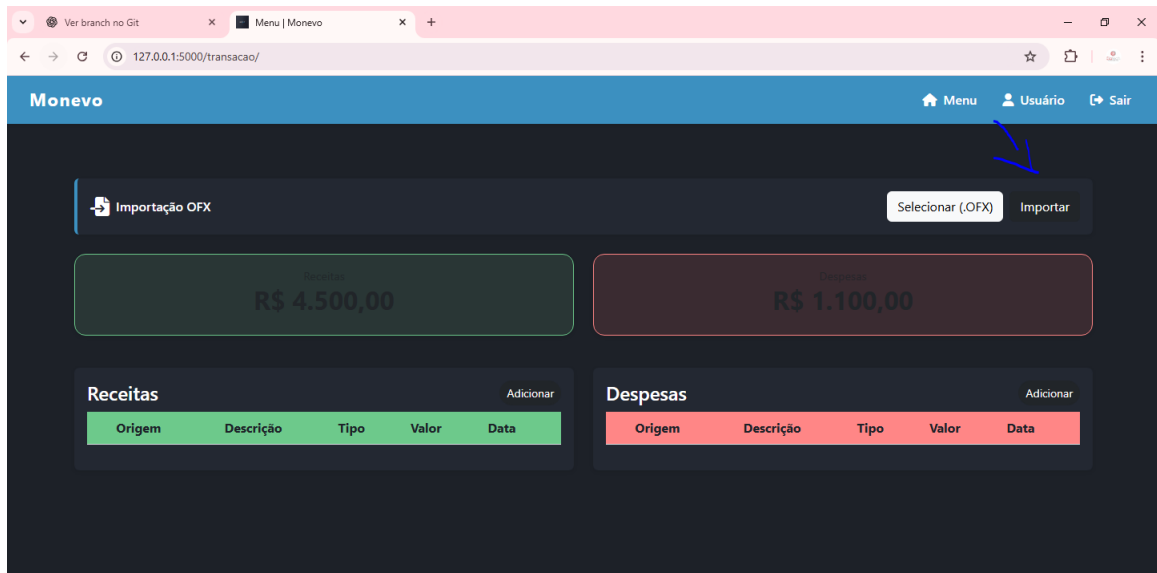 Ver branch no Git
Menu | Monevo
127.0.0.1:5000/transacao/
Monevo
Menu
Usuário
Sair
Importação OFX
Selecionar (.OFX)
Importar
Receitas
R$ 4.500,00
Despesas
R$ 1.100,00
Receitas
Adicionar
Origem Descrição Tipo Valor Data
Despesas
Adicionar
Origem Descrição Tipo Valor Data